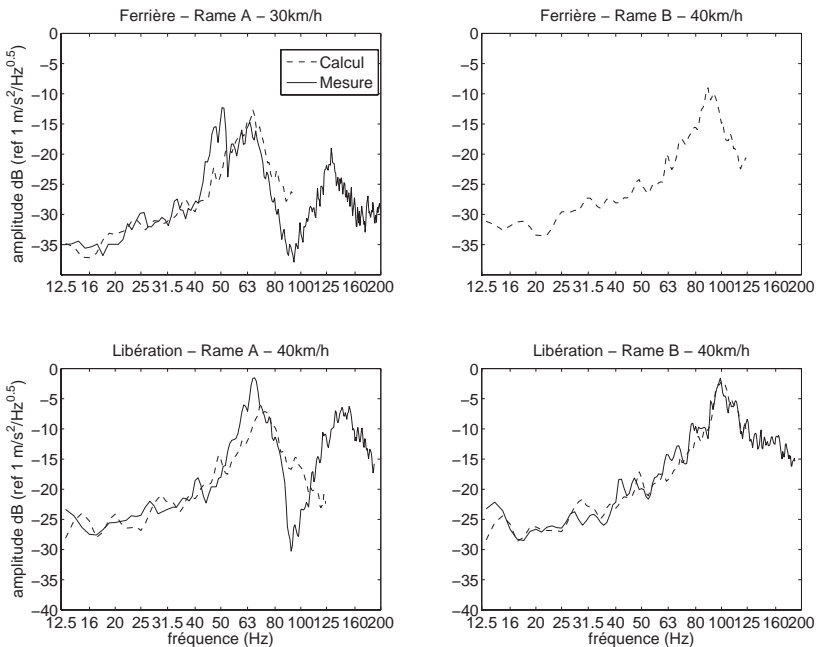 Ferrière – Rame A – 30km/h
0
−5
−10
−15
−20
−25
−30
−35
amplitude dB (ref 1 m/s²/Hz^0.5)
Calcul
Mesure
12.5 16 20 25 31.5 40 50 63 80 100 125 160 200
Ferrière – Rame B – 40km/h
0
−5
−10
−15
−20
−25
−30
−35
12.5 16 20 25 31.5 40 50 63 80 100 125 160 200
Libération – Rame A – 40km/h
0
−5
−10
−15
−20
−25
−30
−35
−40
amplitude dB (ref 1 m/s²/Hz^0.5)
12.5 16 20 25 31.5 40 50 63 80 100 125 160 200
fréquence (Hz)
Libération – Rame B – 40km/h
0
−5
−10
−15
−20
−25
−30
−35
−40
12.5 16 20 25 31.5 40 50 63 80 100 125 160 200
fréquence (Hz)